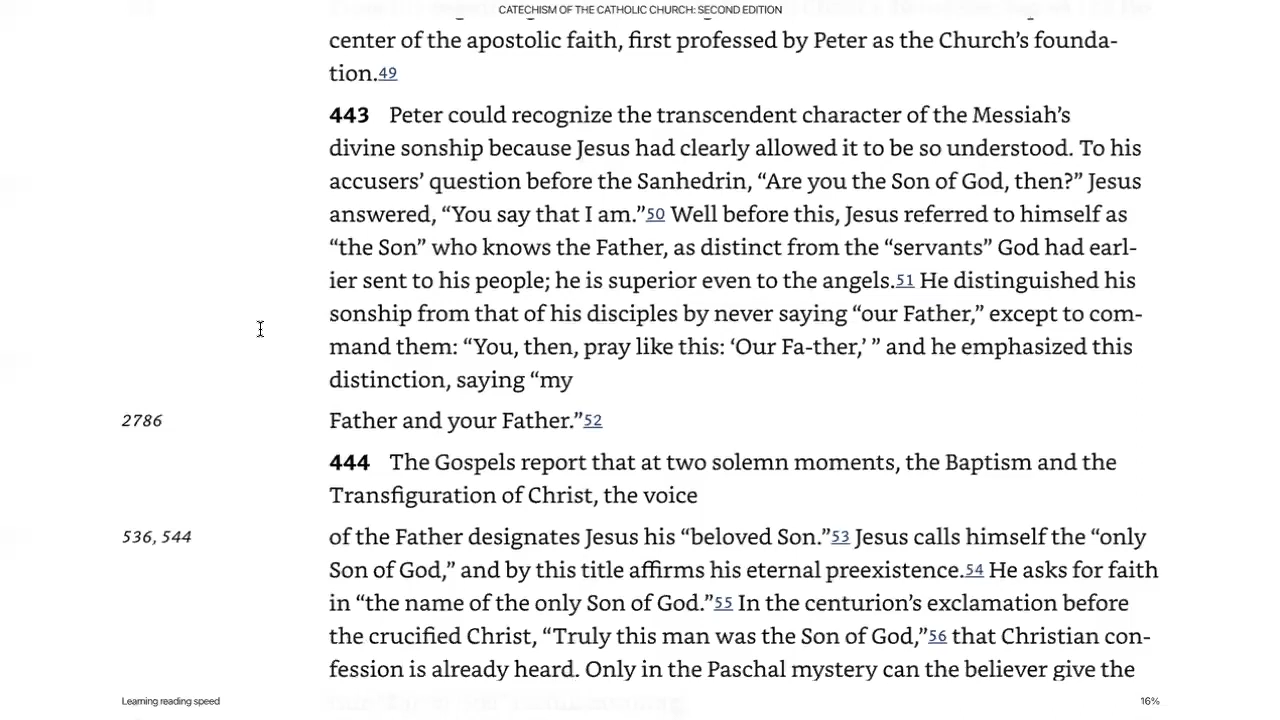 CATECHISM OF THE CATHOLIC CHURCH: SECOND EDITION
center of the apostolic faith, first professed by Peter as the Church’s founda-
tion.49
443 Peter could recognize the transcendent character of the Messiah’s
divine sonship because Jesus had clearly allowed it to be so understood. To his
accusers’ question before the Sanhedrin, “Are you the Son of God, then?” Jesus
answered, “You say that I am.”50 Well before this, Jesus referred to himself as
“the Son” who knows the Father, as distinct from the “servants” God had earl-
ier sent to his people; he is superior even to the angels.51 He distinguished his
sonship from that of his disciples by never saying “our Father,” except to com-
mand them: “You, then, pray like this: ‘Our Fa-ther,’ ” and he emphasized this
distinction, saying “my
2786 Father and your Father.”52
444 The Gospels report that at two solemn moments, the Baptism and the
Transfiguration of Christ, the voice
536, 544 of the Father designates Jesus his “beloved Son.”53 Jesus calls himself the “only
Son of God,” and by this title affirms his eternal preexistence.54 He asks for faith
in “the name of the only Son of God.”55 In the centurion’s exclamation before
the crucified Christ, “Truly this man was the Son of God,”56 that Christian con-
fession is already heard. Only in the Paschal mystery can the believer give the
Learning reading speed 16%